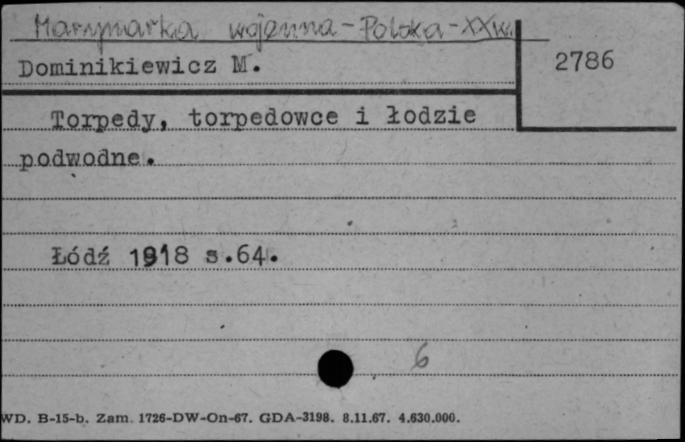 Marynarka wojenna - Polska - XX w.
Dominikiewicz M.
2786
Torpedy, torpedowce i łodzie
podwodne.
Łódź 1918 s.64.
6
WD. B-15-b. Zam. 1726-DW-On-67. GDA-3198. 8.11.67. 4.630.000.